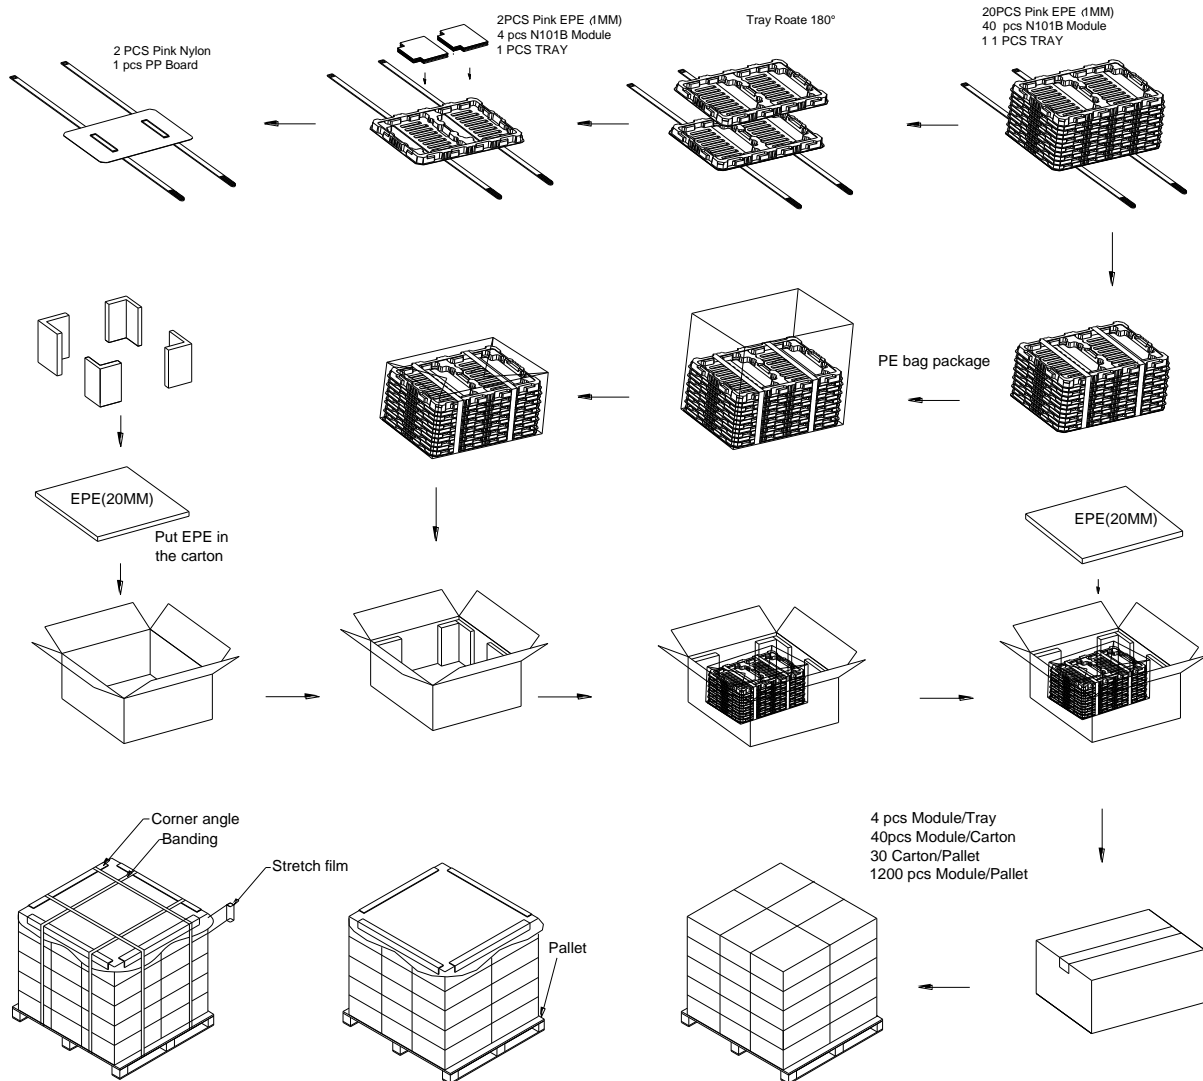 2 PCS Pink Nylon
1 pcs PP Board
2PCS Pink EPE (1MM)
4 pcs N101B Module
1 PCS TRAY
Tray Roate 180°
20PCS Pink EPE (1MM)
40 pcs N101B Module
1 1 PCS TRAY
PE bag package
EPE(20MM)
Put EPE in
the carton
EPE(20MM)
Corner angle
Banding
Stretch film
Pallet
4 pcs Module/Tray
40pcs Module/Carton
30 Carton/Pallet
1200 pcs Module/Pallet